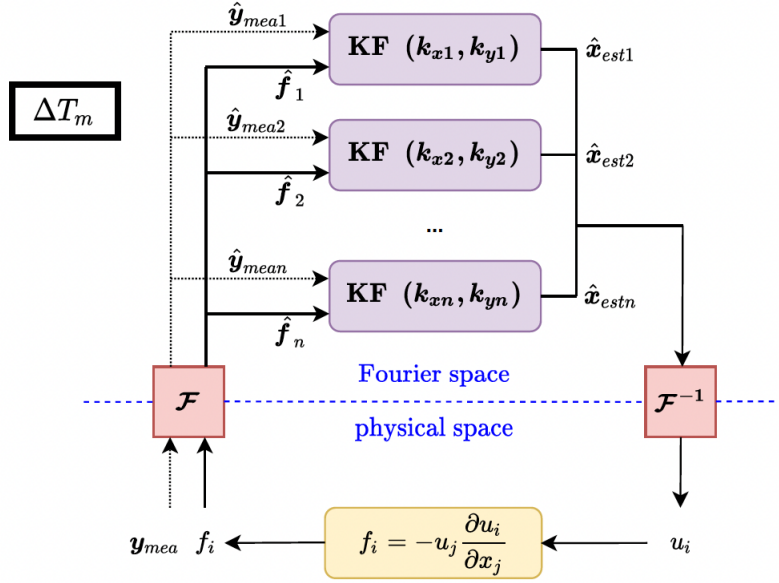 ŷ_mea1
KF (k_x1, k_y1)
x̂_est1
f̂_1
ΔT_m
ŷ_mea2
KF (k_x2, k_y2)
x̂_est2
f̂_2
...
ŷ_mean
KF (k_xn, k_yn)
x̂_estn
f̂_n
Fourier space
ℱ
ℱ⁻¹
physical space
y_mea f_i
f_i = −u_j ∂u_i/∂x_j
u_i